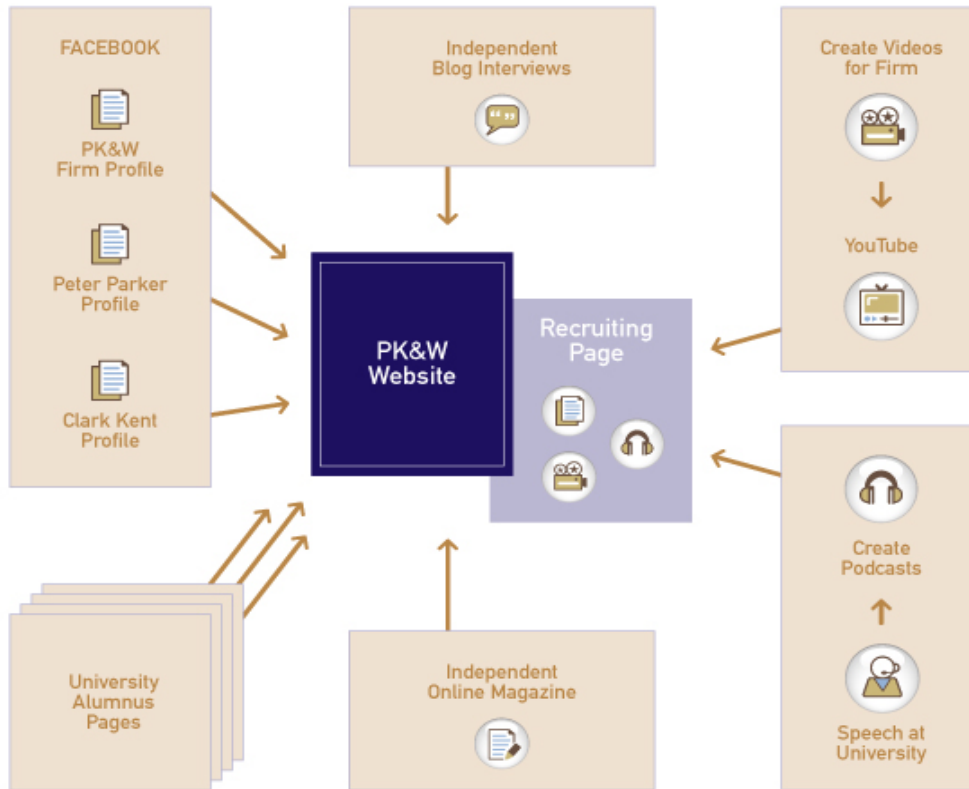 FACEBOOK
PK&W
Firm Profile
Peter Parker
Profile
Clark Kent
Profile
University
Alumnus
Pages
Independent
Blog Interviews
PK&W
Website
Recruiting
Page
Independent
Online Magazine
Create Videos
for Firm
YouTube
Create
Podcasts
Speech at
University